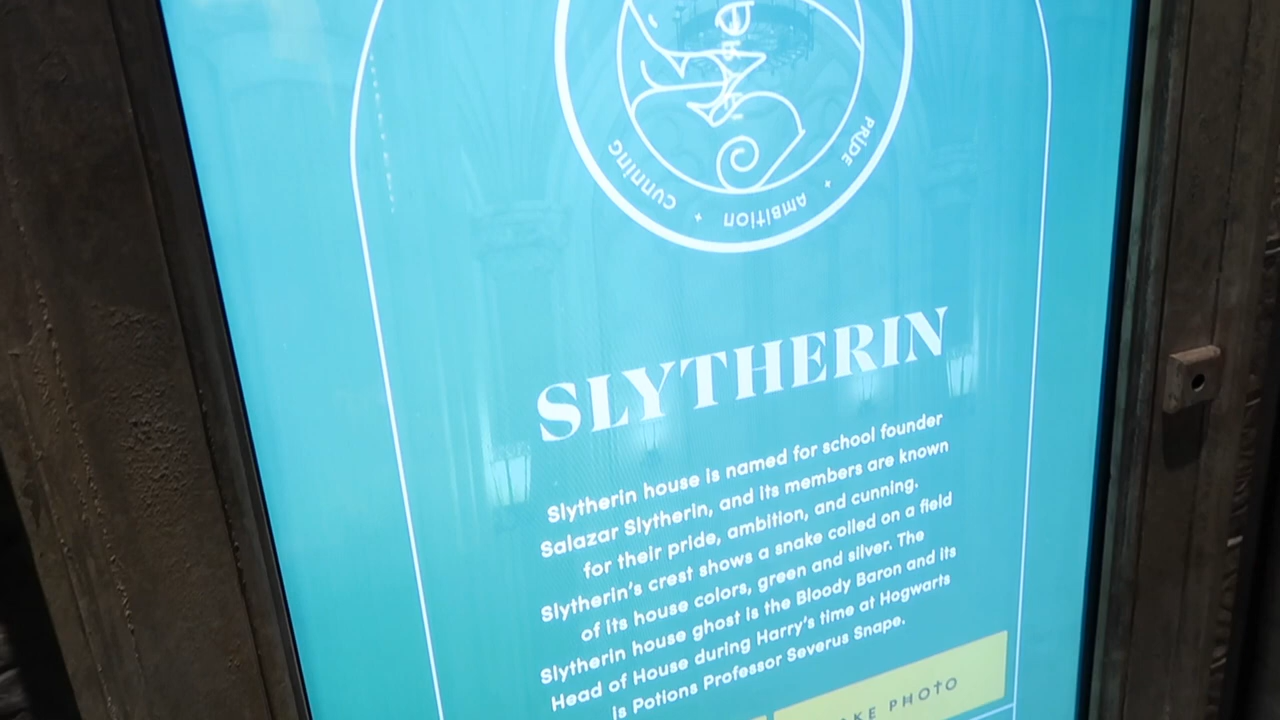 CUNNING + AMBITION + PRIDE
SLYTHERIN
Slytherin house is named for school founder
Salazar Slytherin, and its members are known
for their pride, ambition, and cunning.
Slytherin's crest shows a snake coiled on a field
of its house colors, green and silver. The
Slytherin house ghost is the Bloody Baron and its
Head of House during Harry's time at Hogwarts
is Potions Professor Severus Snape.
PHOTO